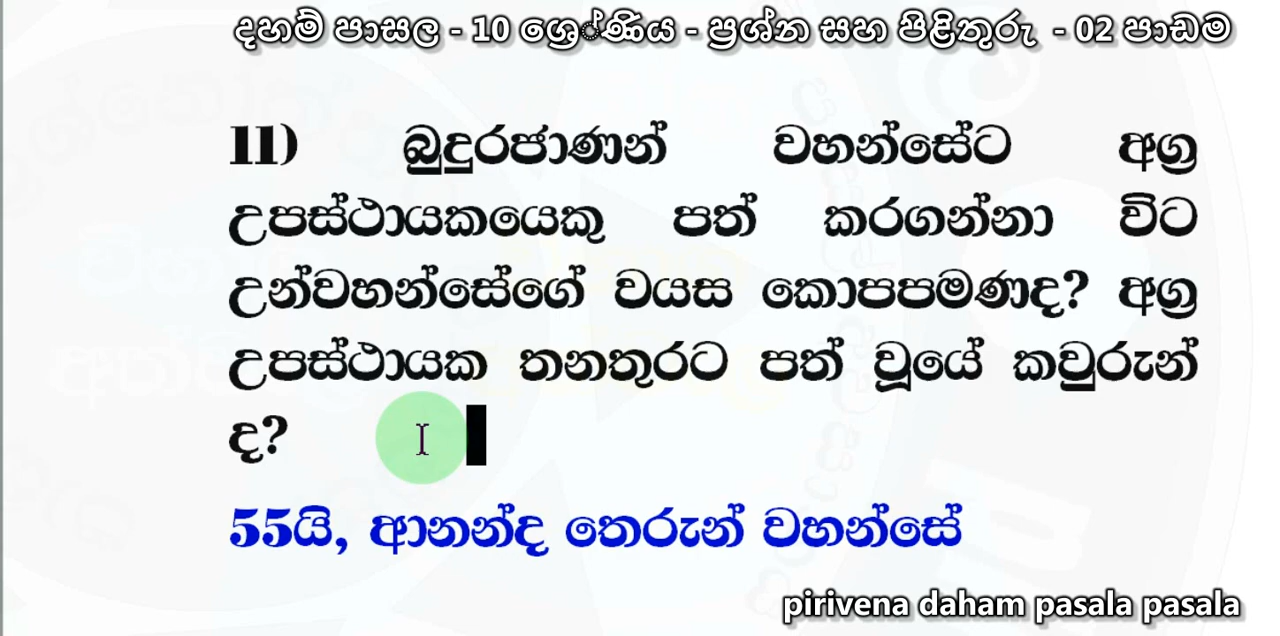 දහම් පාසල - 10 ශ්‍රේණිය - ප්‍රශ්න සහ පිළිතුරු - 02 පාඩම
11) බුදුරජාණන් වහන්සේට අග්‍ර
උපස්ථායකයෙකු පත් කරගන්නා විට
උන්වහන්සේගේ වයස කොපපමණද? අග්‍ර
උපස්ථායක තනතුරට පත් වූයේ කවුරුන්
ද?
55යි, ආනන්ද තෙරුන් වහන්සේ
pirivena daham pasala pasala